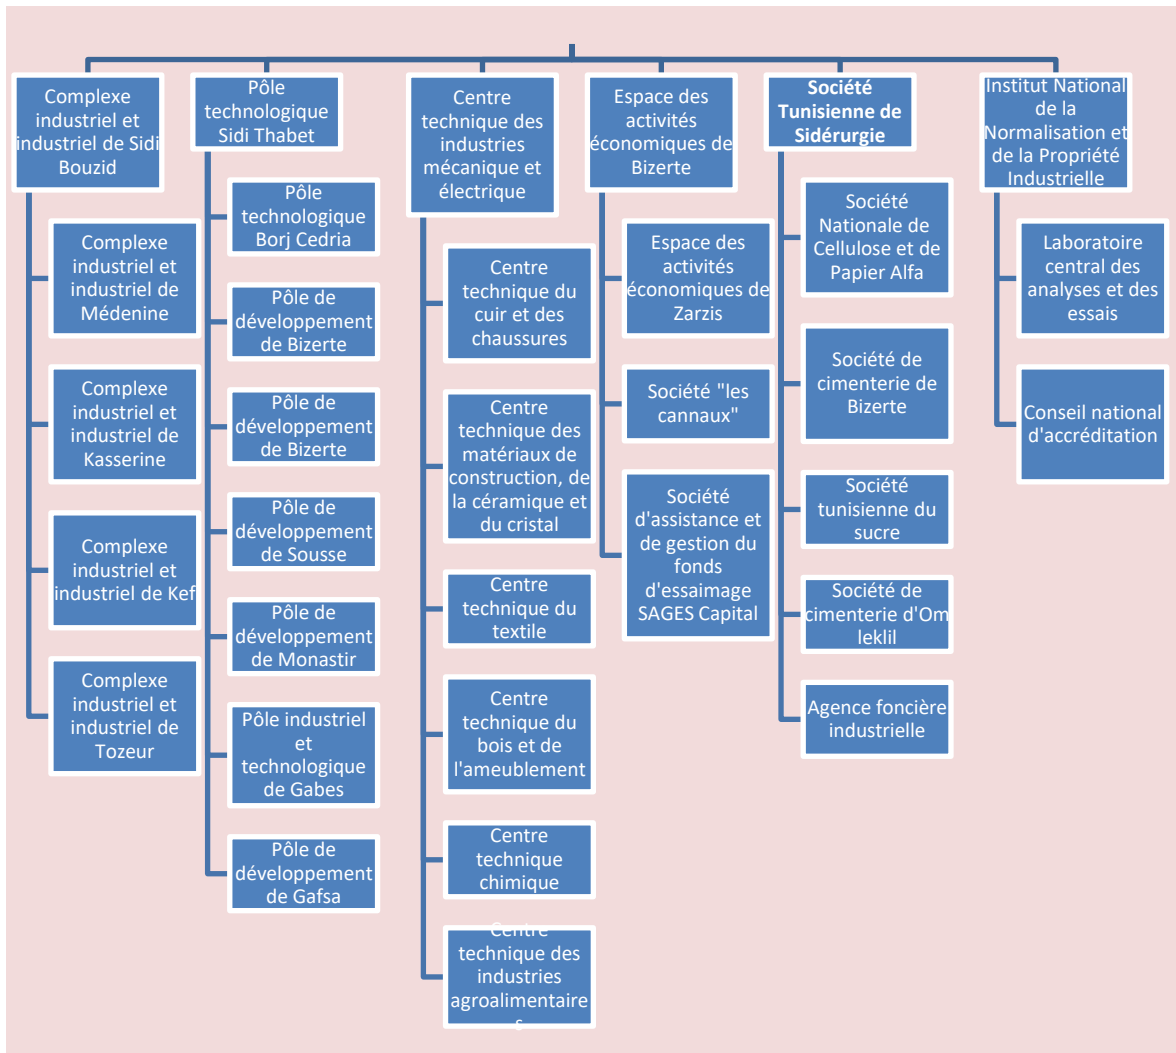 Complexe
industriel et
industriel de Sidi
Bouzid
Complexe
industriel et
industriel de
Médenine
Complexe
industriel et
industriel de
Kasserine
Complexe
industriel et
industriel de Kef
Complexe
industriel et
industriel de
Tozeur
Pôle
technologique
Sidi Thabet
Pôle
technologique
Borj Cedria
Pôle de
développement
de Bizerte
Pôle de
développement
de Bizerte
Pôle de
développement
de Sousse
Pôle de
développement
de Monastir
Pôle industriel
et
technologique
de Gabes
Pôle de
développement
de Gafsa
Centre
technique des
industries
mécanique et
électrique
Centre
technique du
cuir et des
chaussures
Centre
technique des
matériaux de
construction, de
la céramique et
du cristal
Centre
technique du
textile
Centre
technique du
bois et de
l'ameublement
Centre
technique
chimique
Centre
technique des
industries
agroalimentaire
s
Espace des
activités
économiques de
Bizerte
Espace des
activités
économiques de
Zarzis
Société "les
cannaux"
Société
d'assistance et
de gestion du
fonds
d'essaimage
SAGES Capital
Société
Tunisienne de
Sidérurgie
Société
Nationale de
Cellulose et de
Papier Alfa
Société de
cimenterie de
Bizerte
Société
tunisienne du
sucre
Société de
cimenterie d'Om
leklil
Agence foncière
industrielle
Institut National
de la
Normalisation et
de la Propriété
Industrielle
Laboratoire
central des
analyses et des
essais
Conseil national
d'accréditation